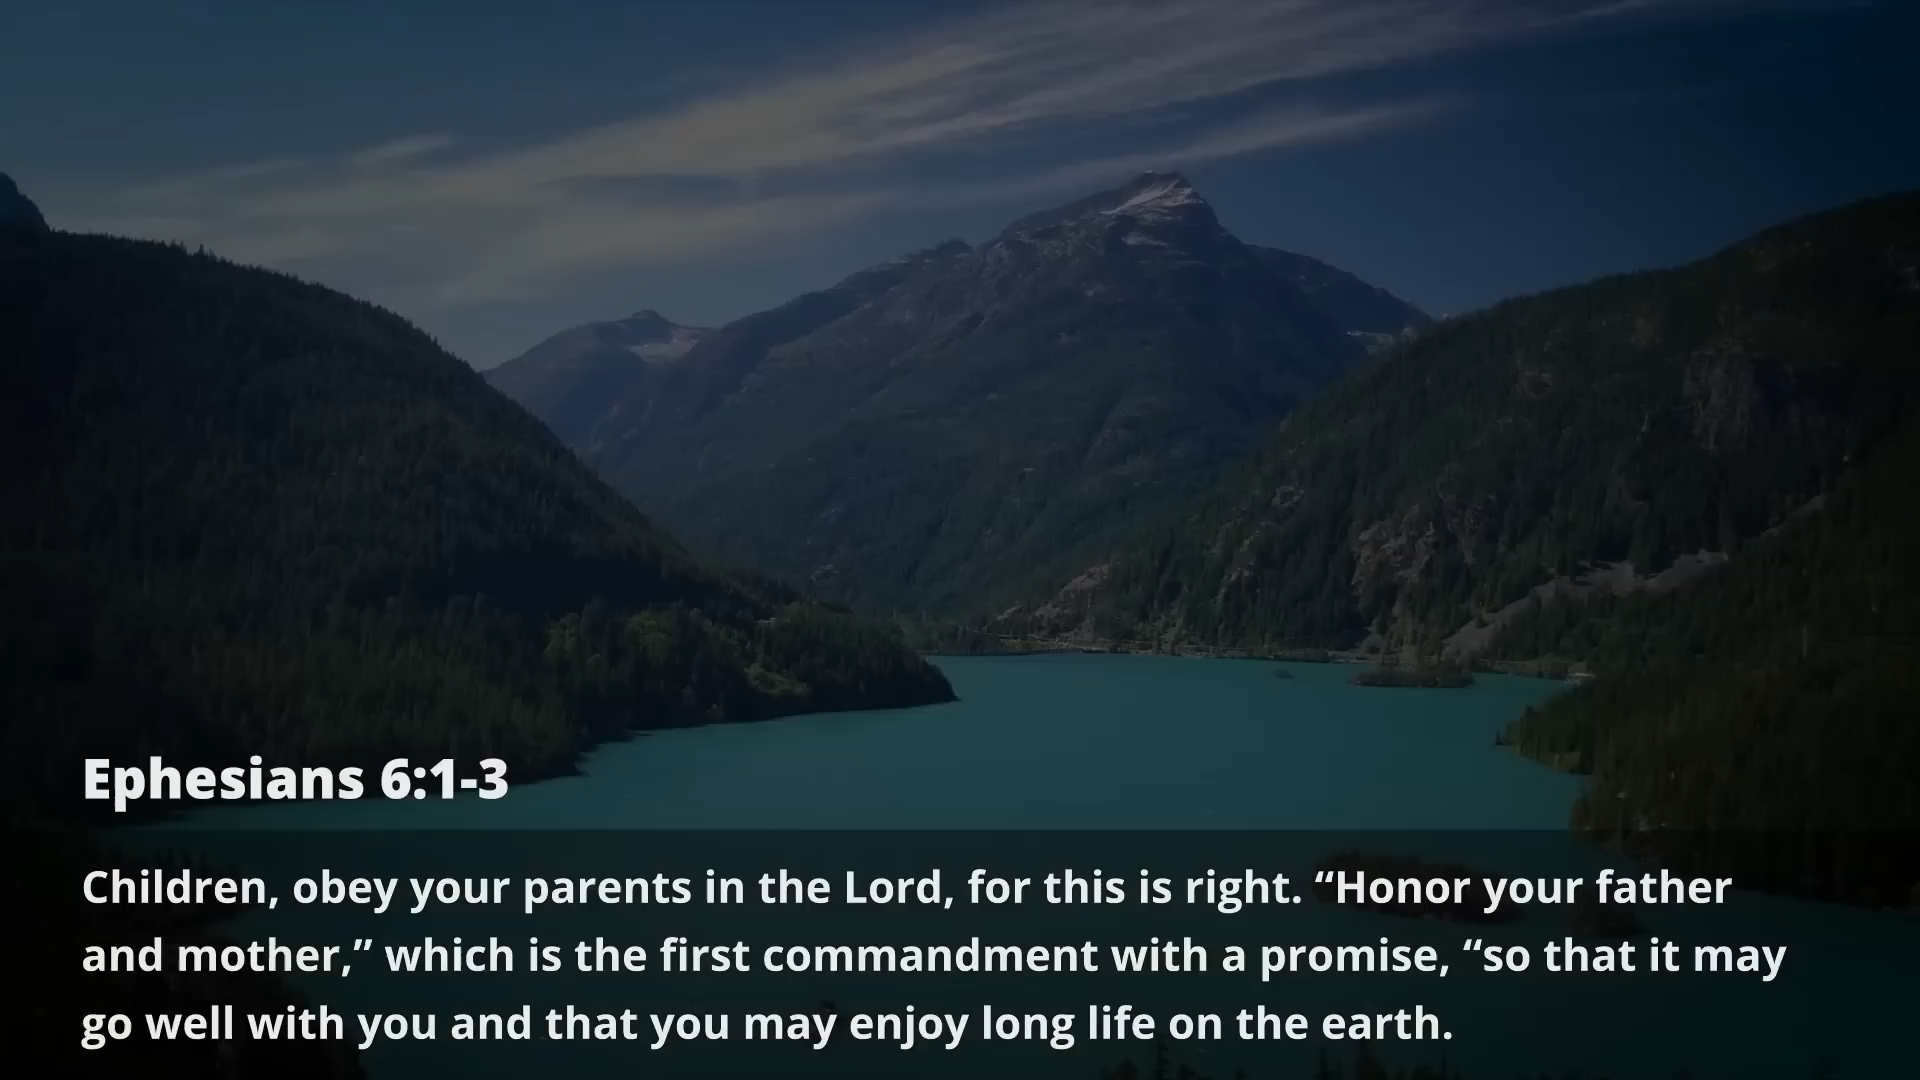 Ephesians 6:1-3
Children, obey your parents in the Lord, for this is right. “Honor your father
and mother,” which is the first commandment with a promise, “so that it may
go well with you and that you may enjoy long life on the earth.